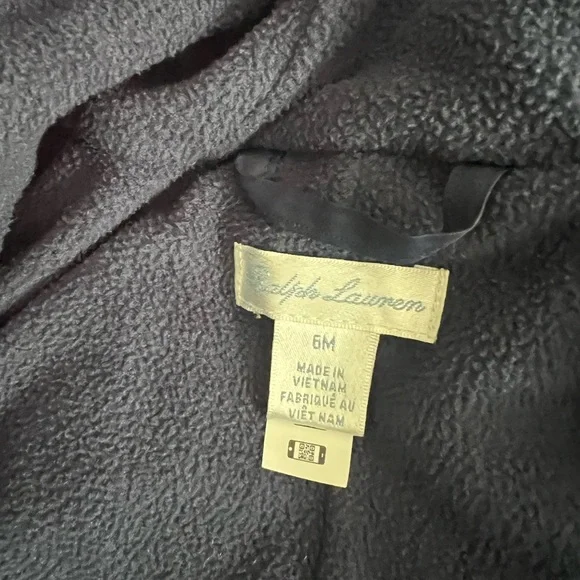 Ralph Lauren
6M
MADE IN
VIETNAM
FABRIQUÉ AU
VIÊT NAM